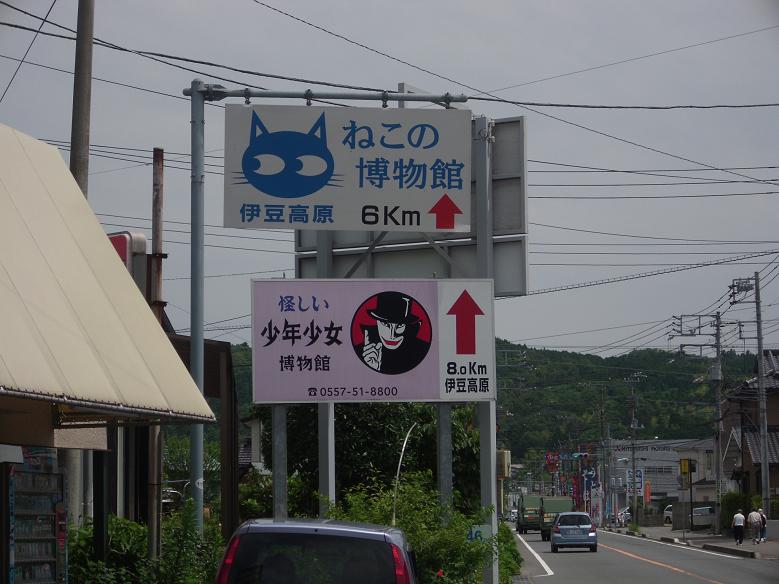 ねこの
博物館
伊豆高原 6Km
怪しい
少年少女
博物館
☎0557-51-8800
8.0Km
伊豆高原
46